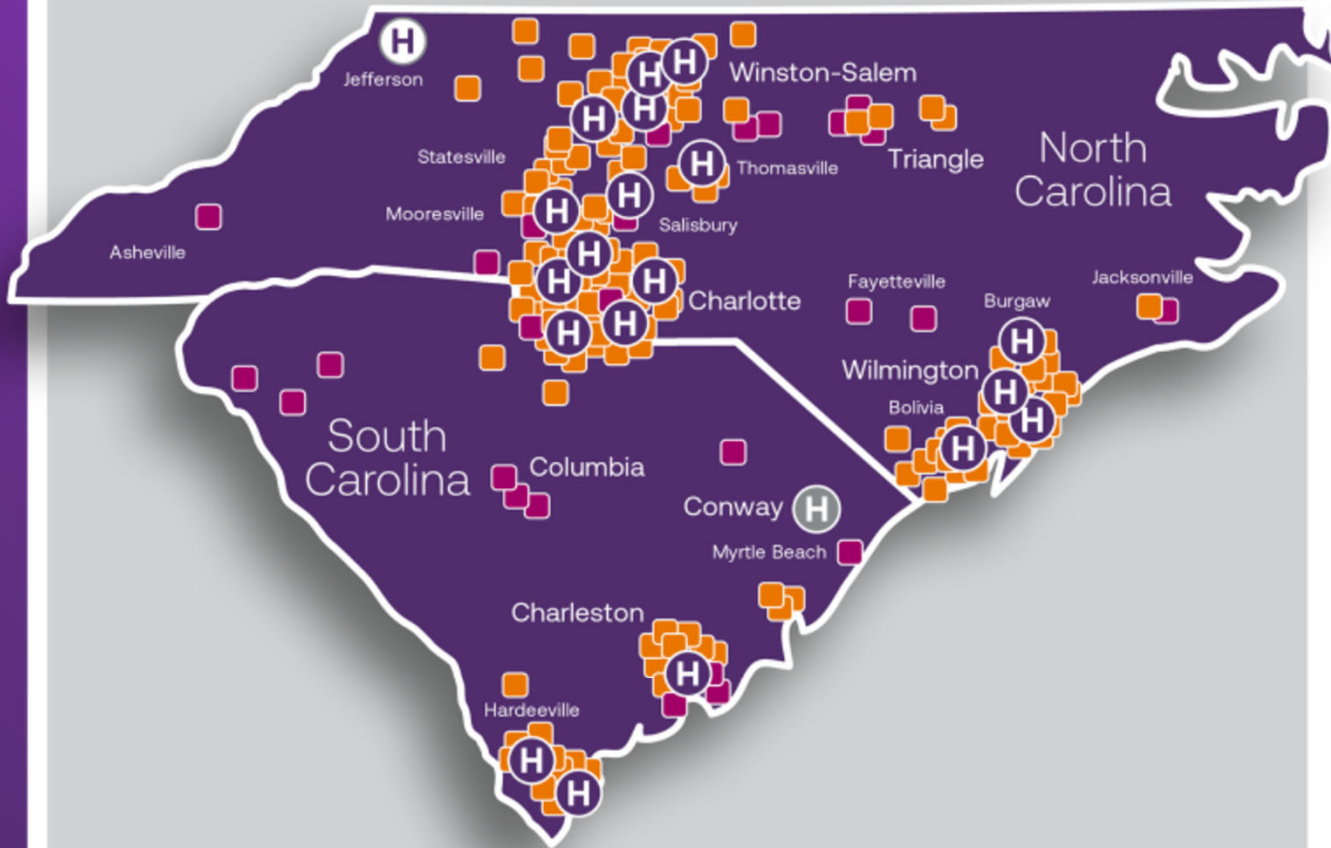 H
Jefferson
H
H
Winston-Salem
H
H
Statesville
H
Thomasville
Triangle
North
Carolina
Mooresville
H
H
Salisbury
Asheville
H
H
H
Charlotte
Fayetteville
Jacksonville
Burgaw
H
H
H
Wilmington
H
Bolivia
H
H
South
Carolina
Columbia
Conway
H
Myrtle Beach
Charleston
H
Hardeeville
H
H